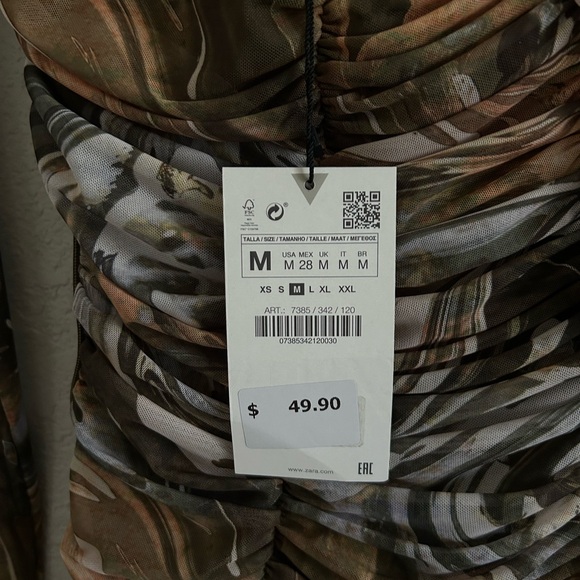 FSC
TALLA / SIZE / TAMANHO / TAILLE / MAAT / ΜΕΓΕΘΟΣ
M USA M MEX 28 UK M IT M BR M
XS S M L XL XXL
ART.: 7385 / 342 / 120
07385342120030
$ 49.90
www.zara.com EAC